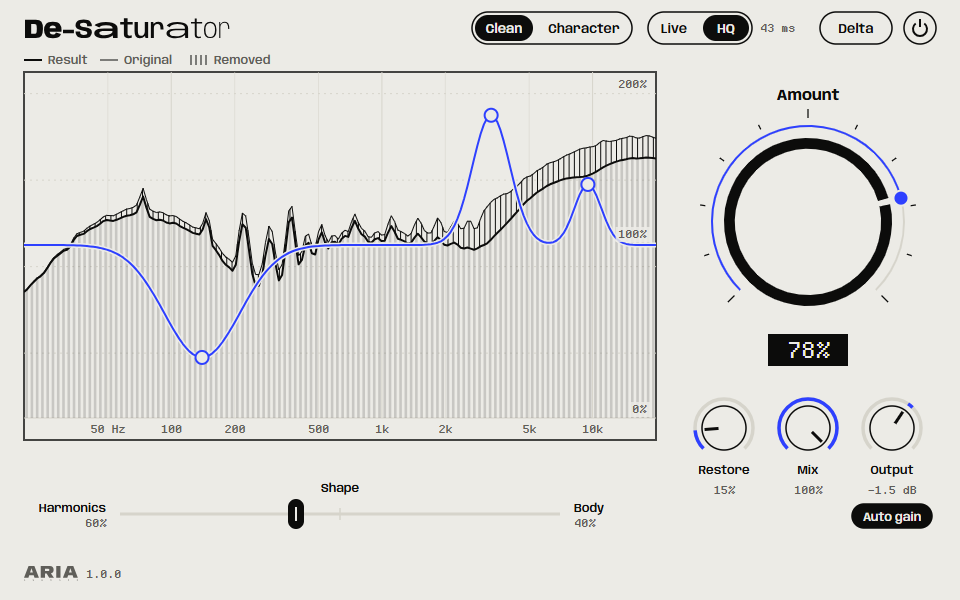 De-Saturator
Clean Character Live HQ 43 ms Delta
Result Original Removed
200%
100%
0%
50 Hz 100 200 500 1k 2k 5k 10k
Amount
78%
Restore Mix Output
15% 100% -1.5 dB
Auto gain
Shape
Harmonics Body
60% 40%
ARIA 1.0.0